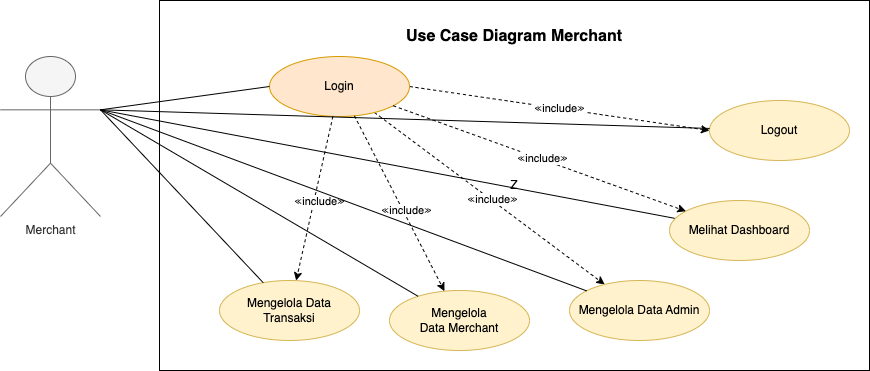 Use Case Diagram Merchant
Login
«include»
Logout
«include»
Z
«include»
«include»
«include»
Merchant
Melihat Dashboard
Mengelola Data
Transaksi
Mengelola
Data Merchant
Mengelola Data Admin